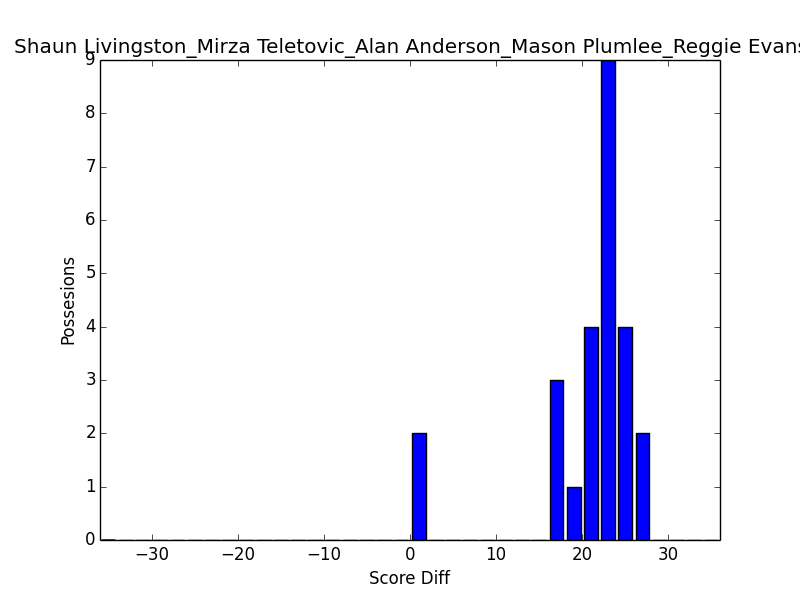 Shaun Livingston_Mirza Teletovic_Alan Anderson_Mason Plumlee_Reggie Evans
9
8
7
6
5
4
3
2
1
0
Possesions
−30 −20 −10 0 10 20 30
Score Diff